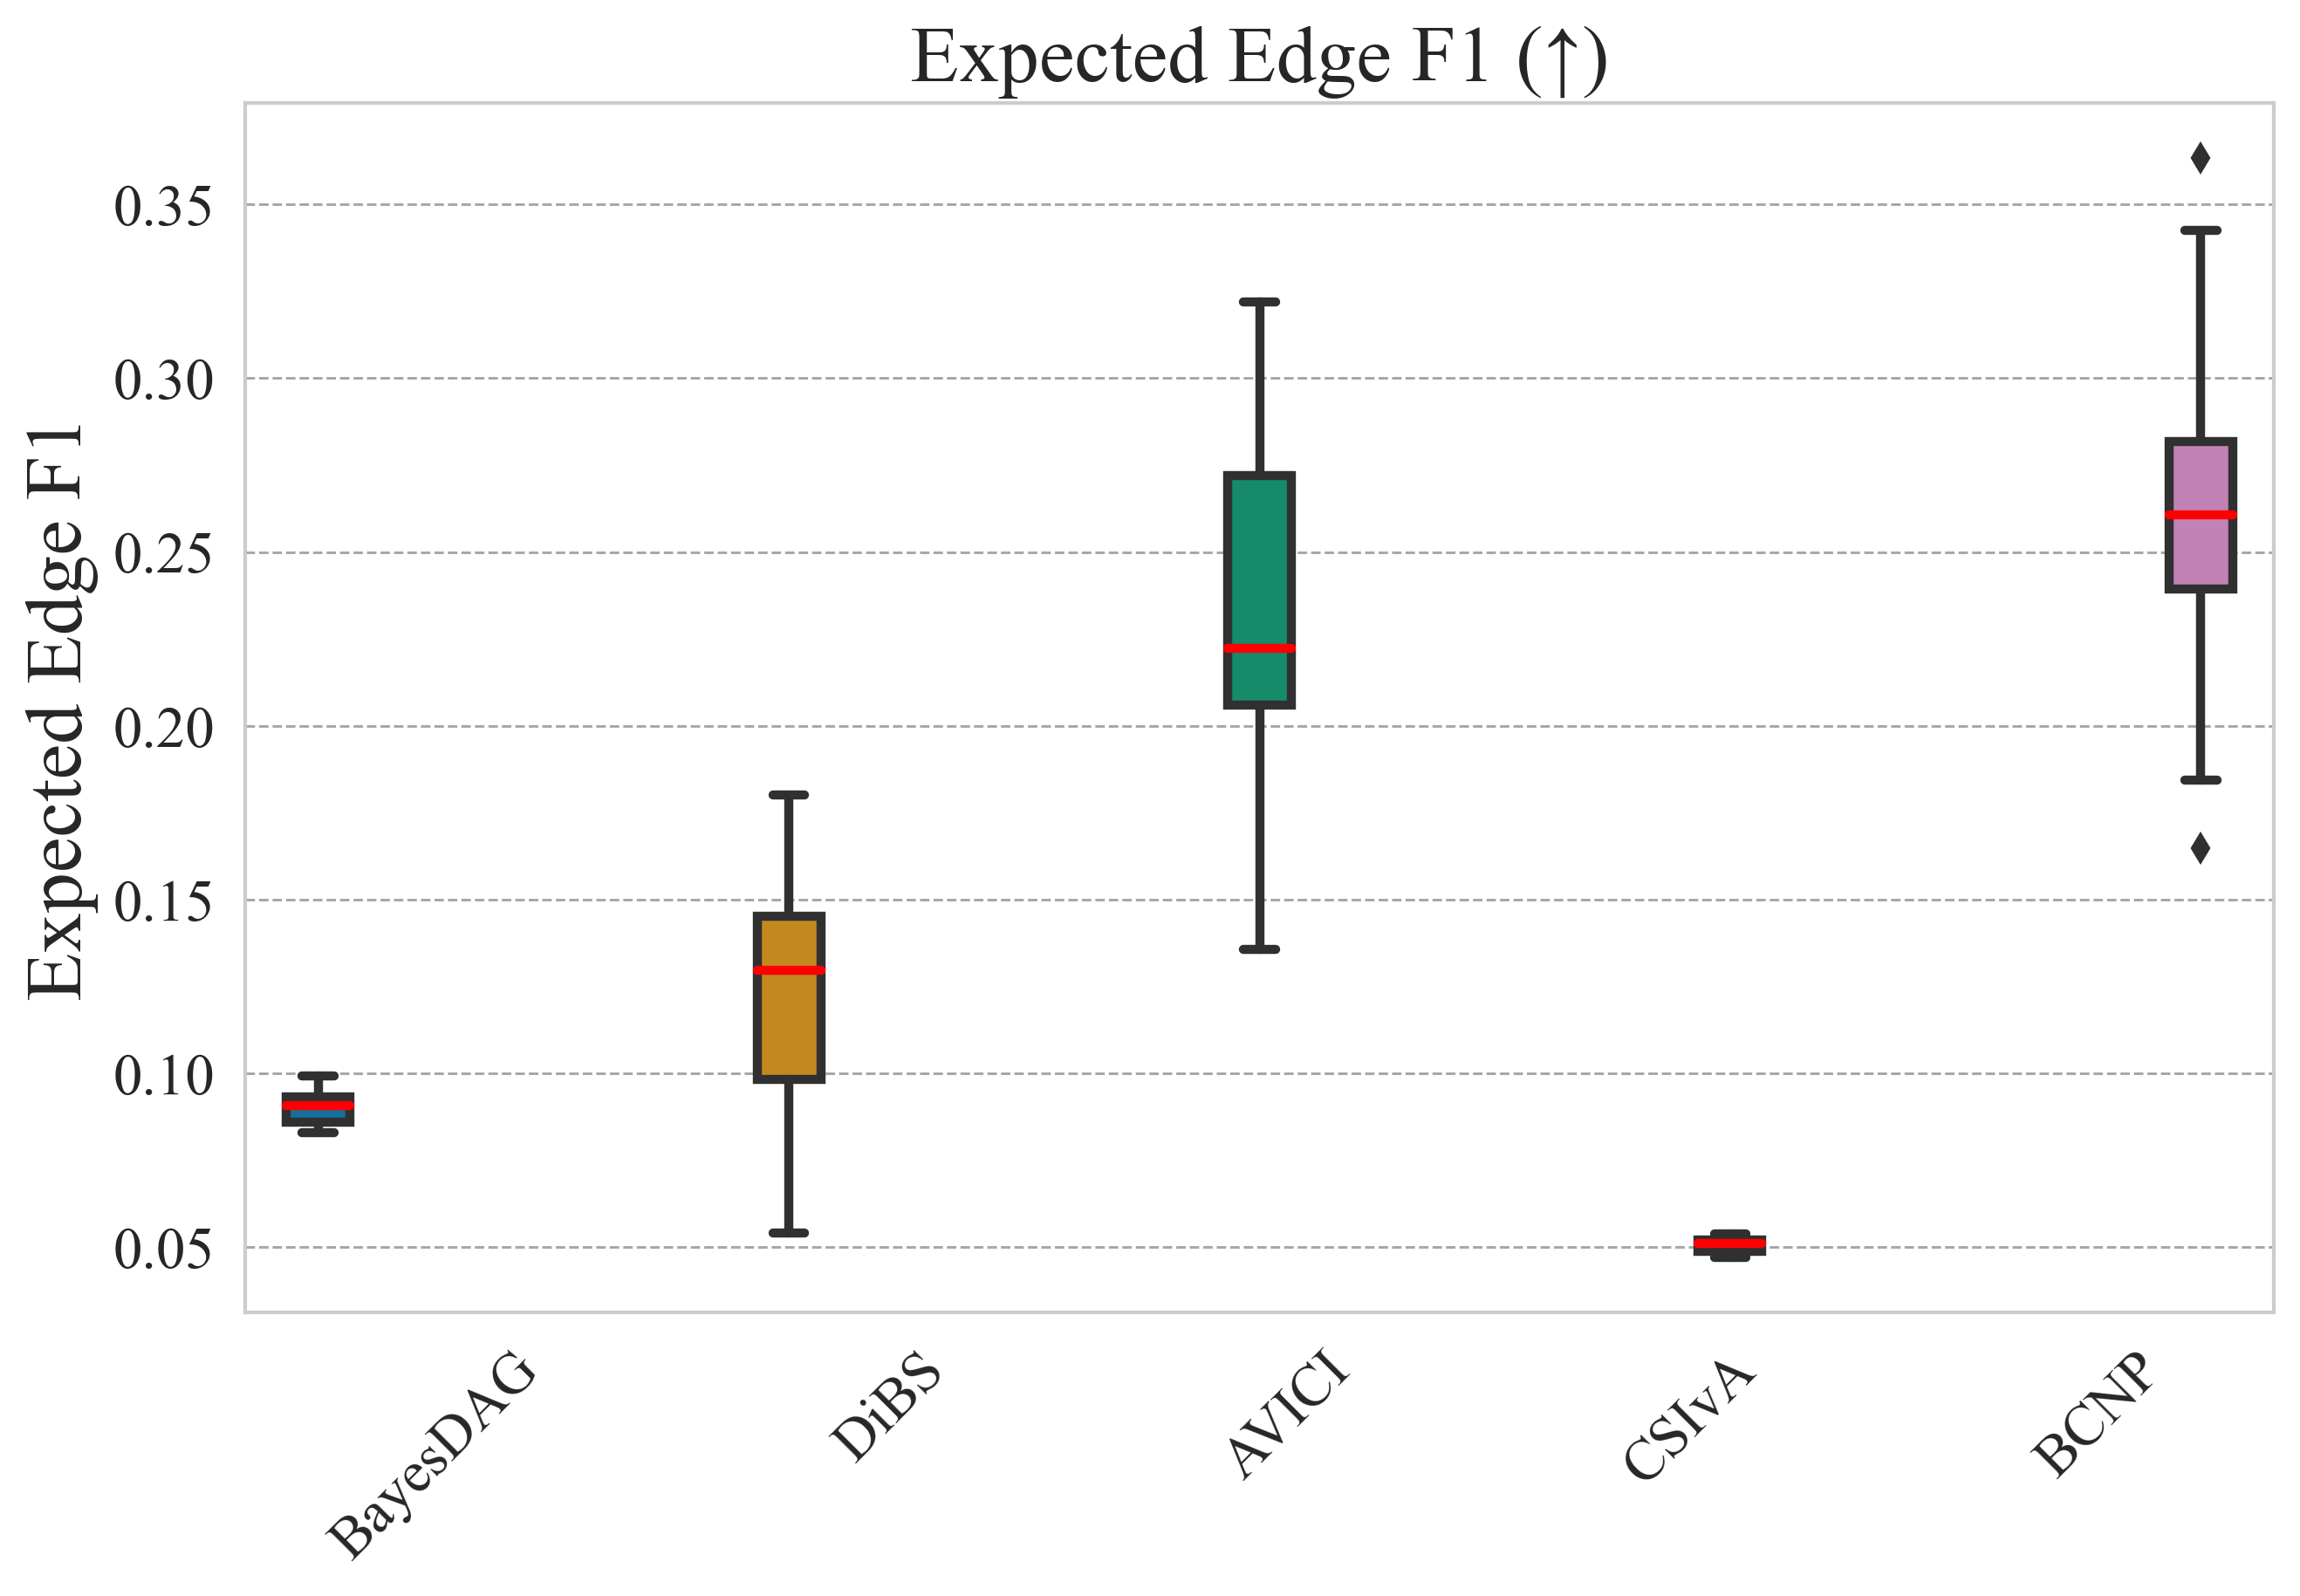 Expected Edge F1 (↑)
Expected Edge F1
0.35
0.30
0.25
0.20
0.15
0.10
0.05
BayesDAG
DiBS
AVICI
CSIvA
BCNP